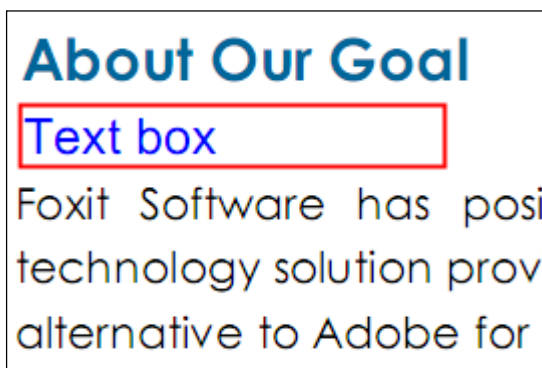 About Our Goal
Text box
Foxit Software has posi
technology solution prov
alternative to Adobe for